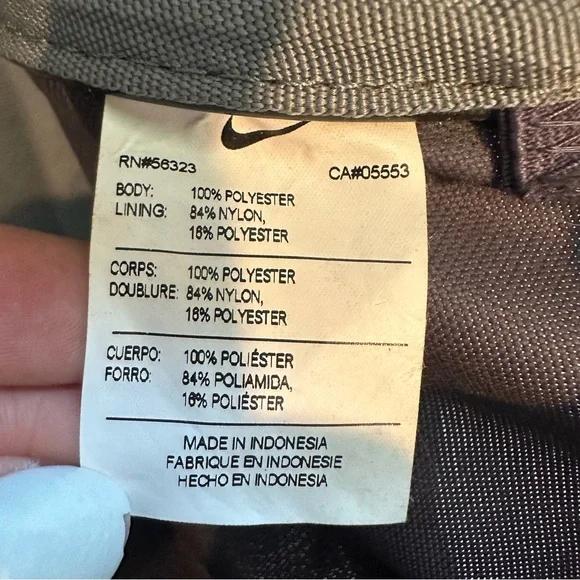 RN#56323 CA#05553
BODY: 100% POLYESTER
LINING: 84% NYLON,
16% POLYESTER
CORPS: 100% POLYESTER
DOUBLURE: 84% NYLON,
16% POLYESTER
CUERPO: 100% POLIÉSTER
FORRO: 84% POLIAMIDA,
16% POLIÉSTER
MADE IN INDONESIA
FABRIQUE EN INDONESIE
HECHO EN INDONESIA